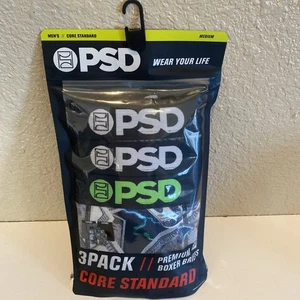 MEN'S CORE STANDARD MEDIUM
PSD WEAR YOUR LIFE
PSD
PSD
PSD
3PACK // PREMIUM
BOXER BRIEFS
CORE STANDARD